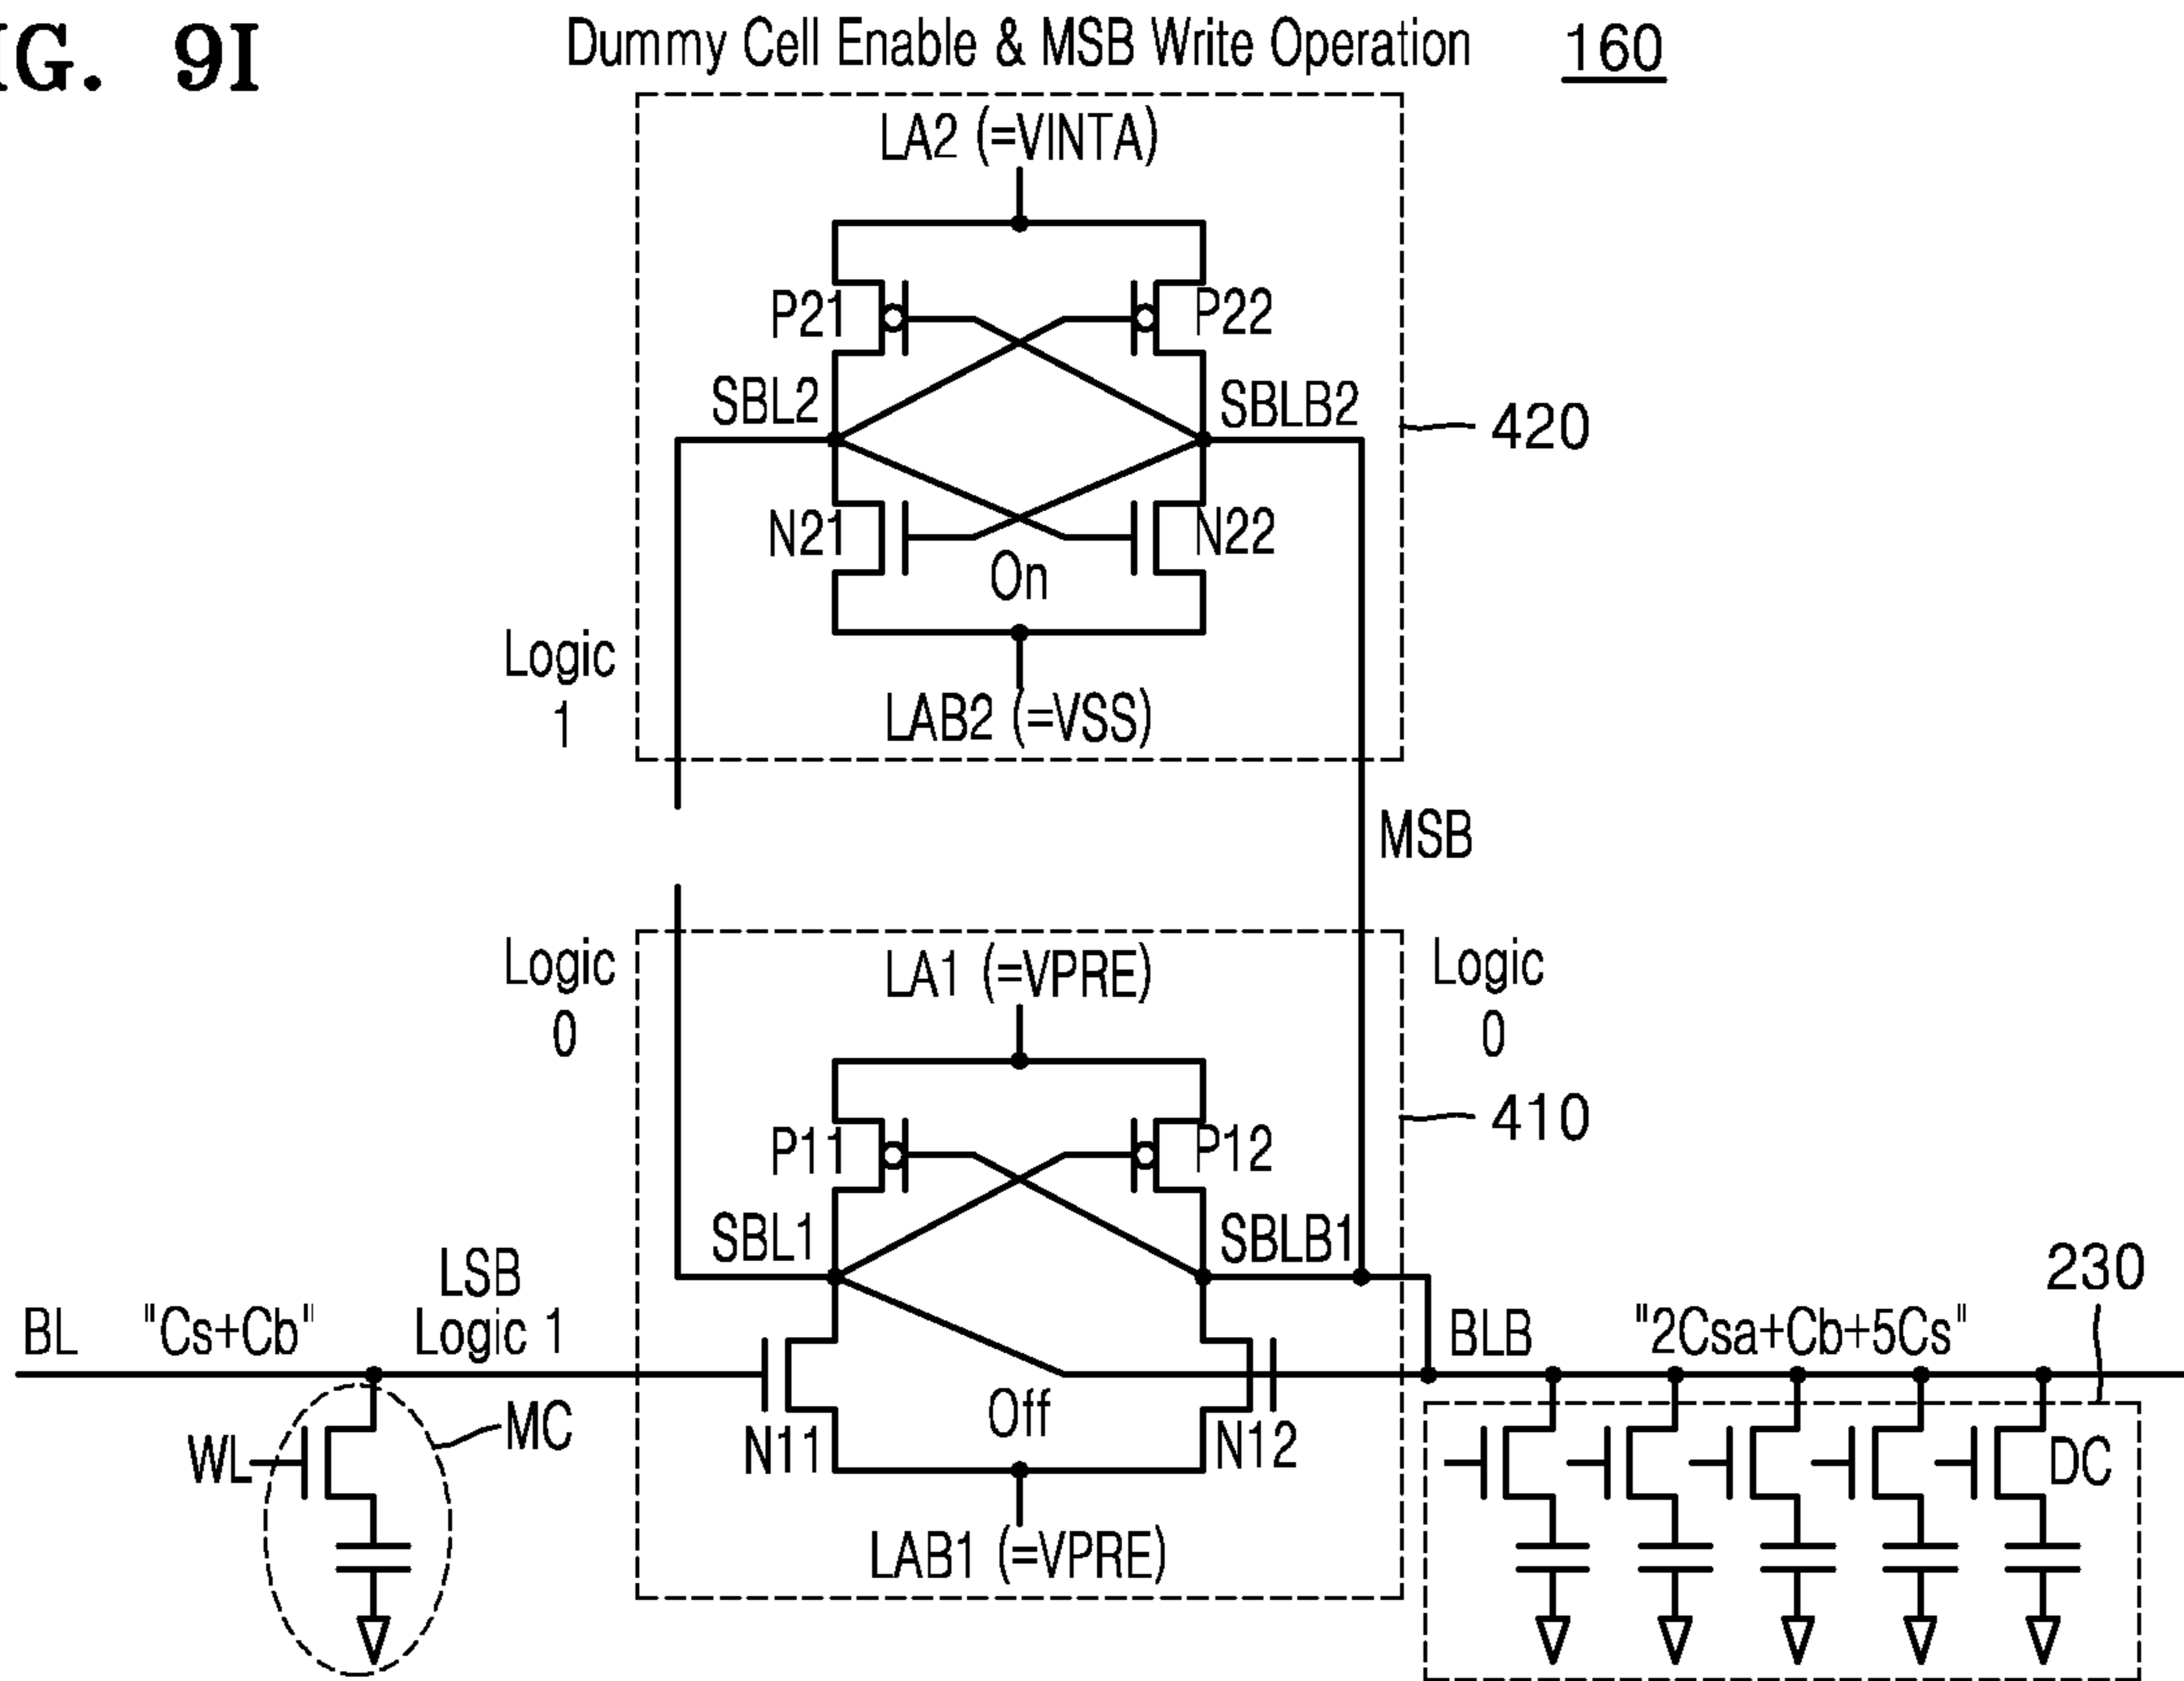 IG. 9I
Dummy Cell Enable & MSB Write Operation
160
LA2 (=VINTA)
P21
P22
SBL2
SBLB2
420
N21
N22
On
Logic
1
LAB2 (=VSS)
MSB
Logic
0
LA1 (=VPRE)
Logic
0
P11
P12
410
SBL1
SBLB1
LSB
230
BL
"Cs+Cb"
Logic 1
BLB
"2Csa+Cb+5Cs"
Off
WL
MC
N11
N12
DC
LAB1 (=VPRE)